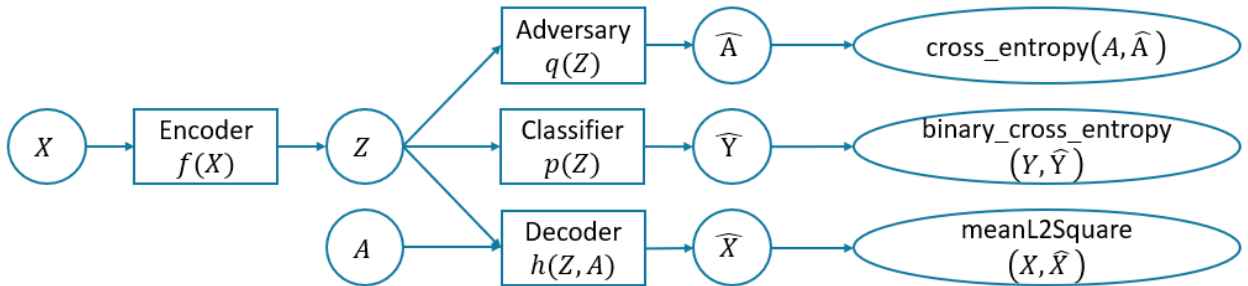 Adversary
q(Z)
Â
cross_entropy(A, Â)
X
Encoder
f(X)
Z
Classifier
p(Z)
Ŷ
binary_cross_entropy
(Y, Ŷ)
A
Decoder
h(Z, A)
X̂
meanL2Square
(X, X̂)